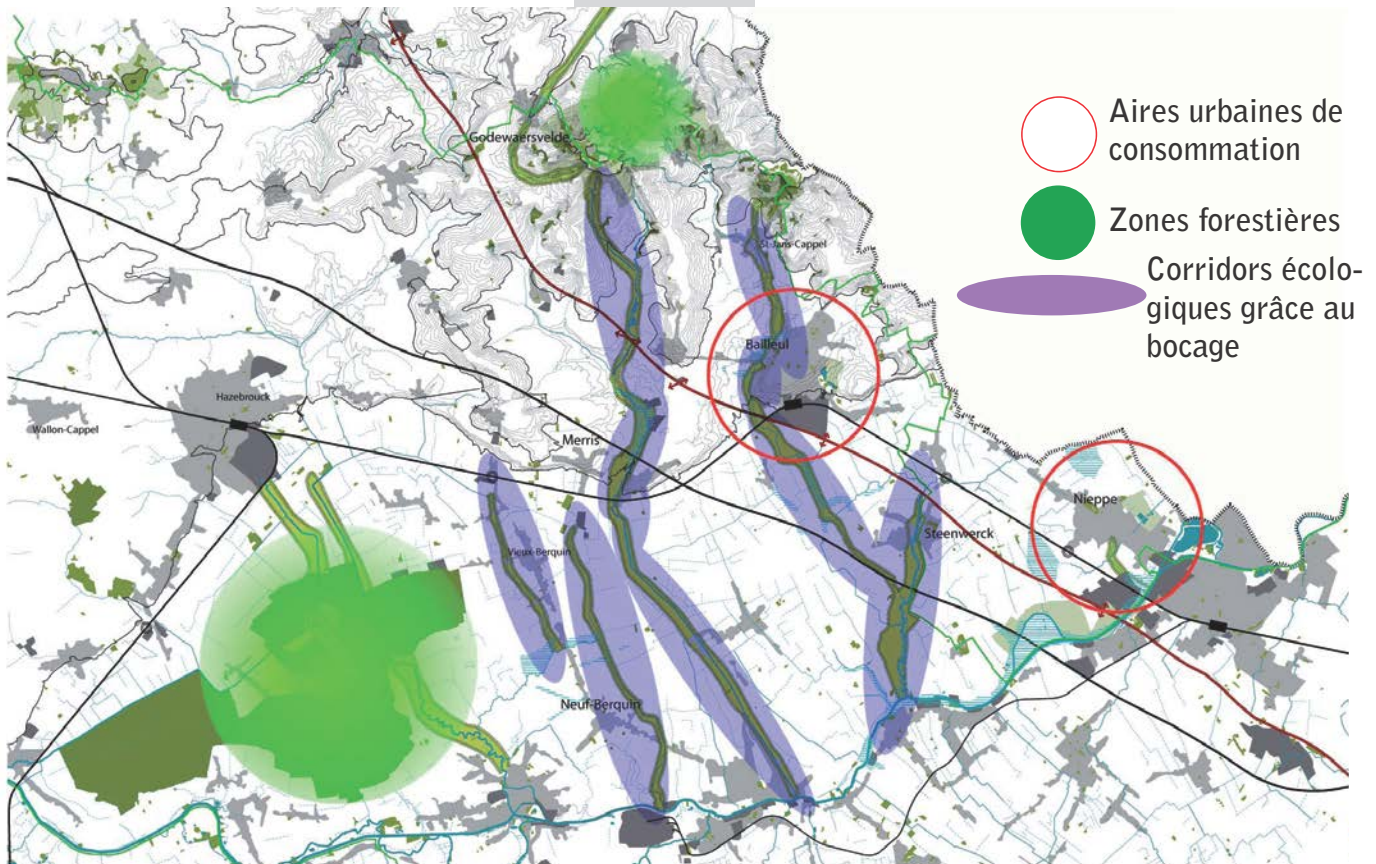 Aires urbaines de
consommation
Zones forestières
Corridors écolo-
giques grâce au
bocage
Godewaersvelde
St-Jans-Cappel
Bailleul
Hazebrouck
Wallon-Cappel
Merris
Nieppe
Steenwerck
Vieux-Berquin
Neuf-Berquin